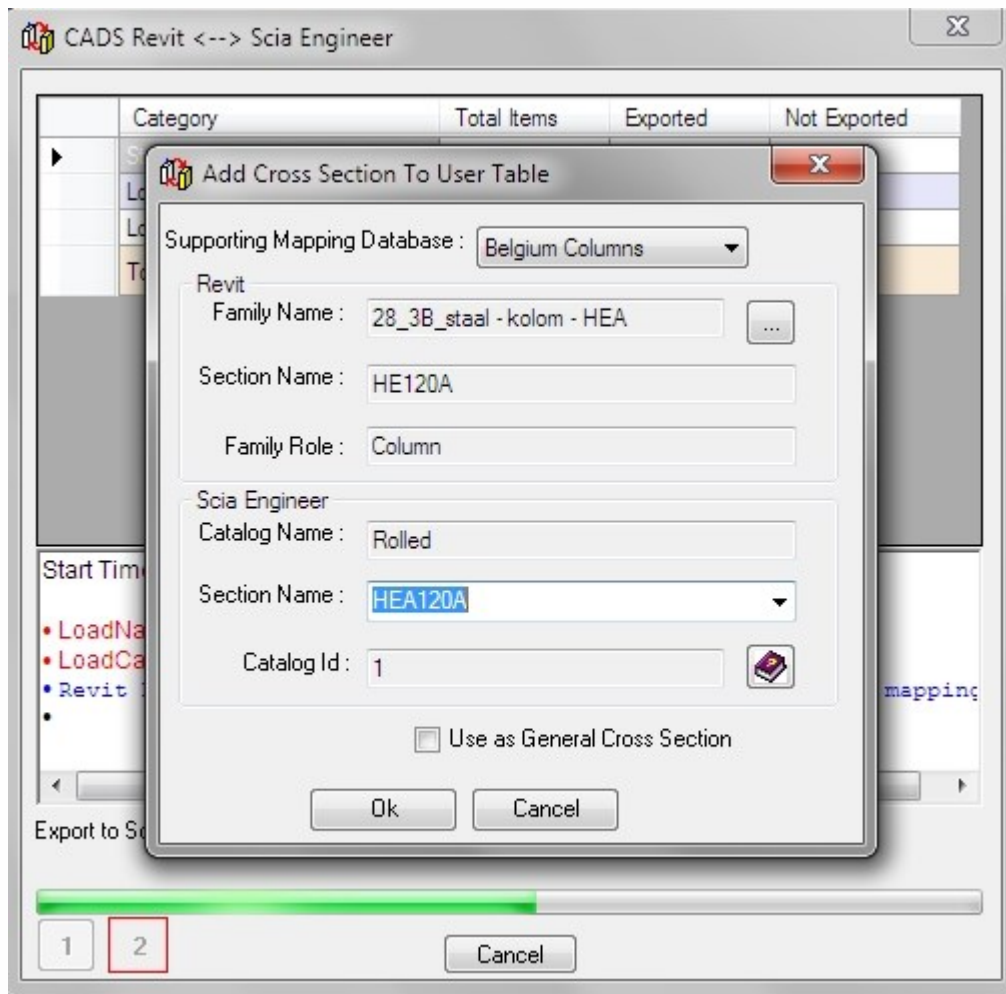 CADS Revit <--> Scia Engineer
Category Total Items Exported Not Exported
Add Cross Section To User Table
Supporting Mapping Database : Belgium Columns
Revit
Family Name : 28_3B_staal - kolom - HEA ...
Section Name : HE120A
Family Role : Column
Scia Engineer
Catalog Name : Rolled
Section Name : HEA120A
Catalog Id : 1
Use as General Cross Section
Ok Cancel
Start Tim
• LoadNa
• LoadCa
• Revit mapping
•
Export to Sc
1 2 Cancel